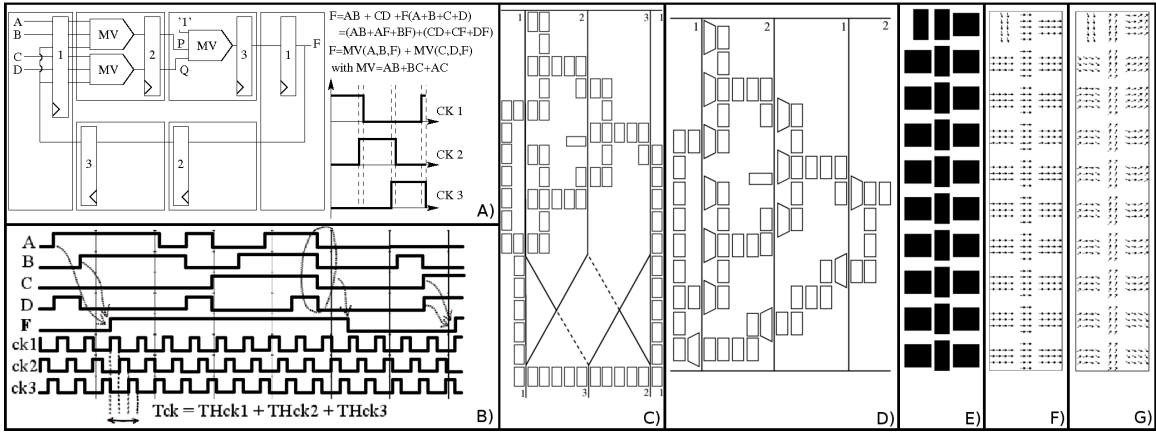 A
B
C
D
1
MV
MV
2
'1'
P
Q
MV
3
1
F
3
2
F=AB + CD +F(A+B+C+D)
=(AB+AF+BF)+(CD+CF+DF)
F=MV(A,B,F) + MV(C,D,F)
with MV=AB+BC+AC
CK 1
CK 2
CK 3
A)
A
B
C
D
F
ck1
ck2
ck3
Tck = THck1 + THck2 + THck3
B)
1 2 3 1
1 3 2 1
C)
1 2 1
1 2 1
D)
E)
F)
G)